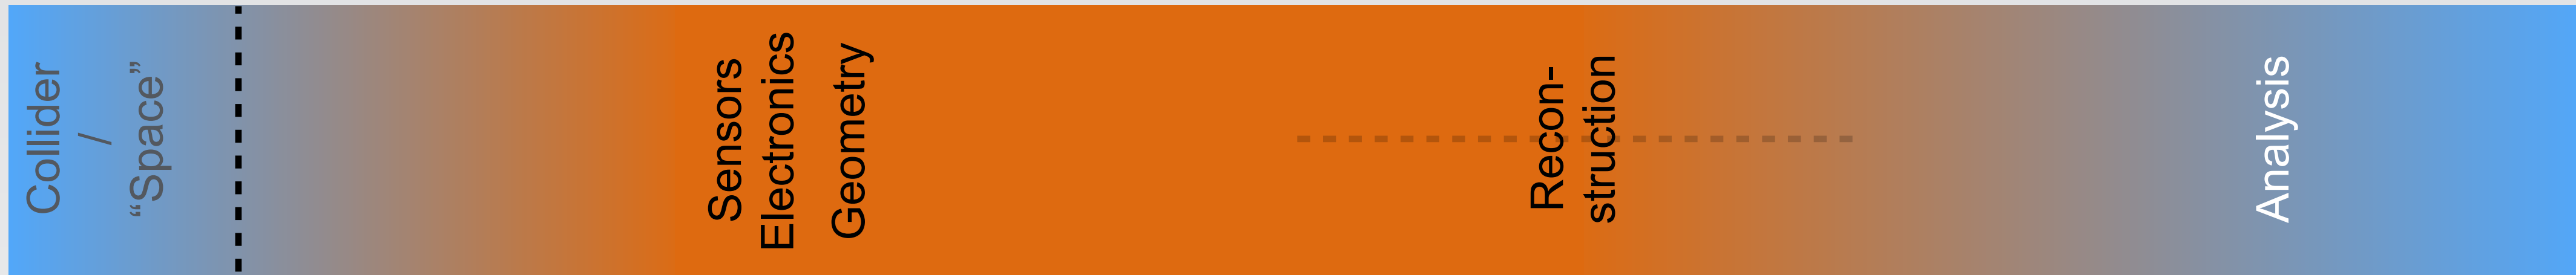 Collider
/
“Space”
Sensors
Electronics
Geometry
Recon-
struction
Analysis